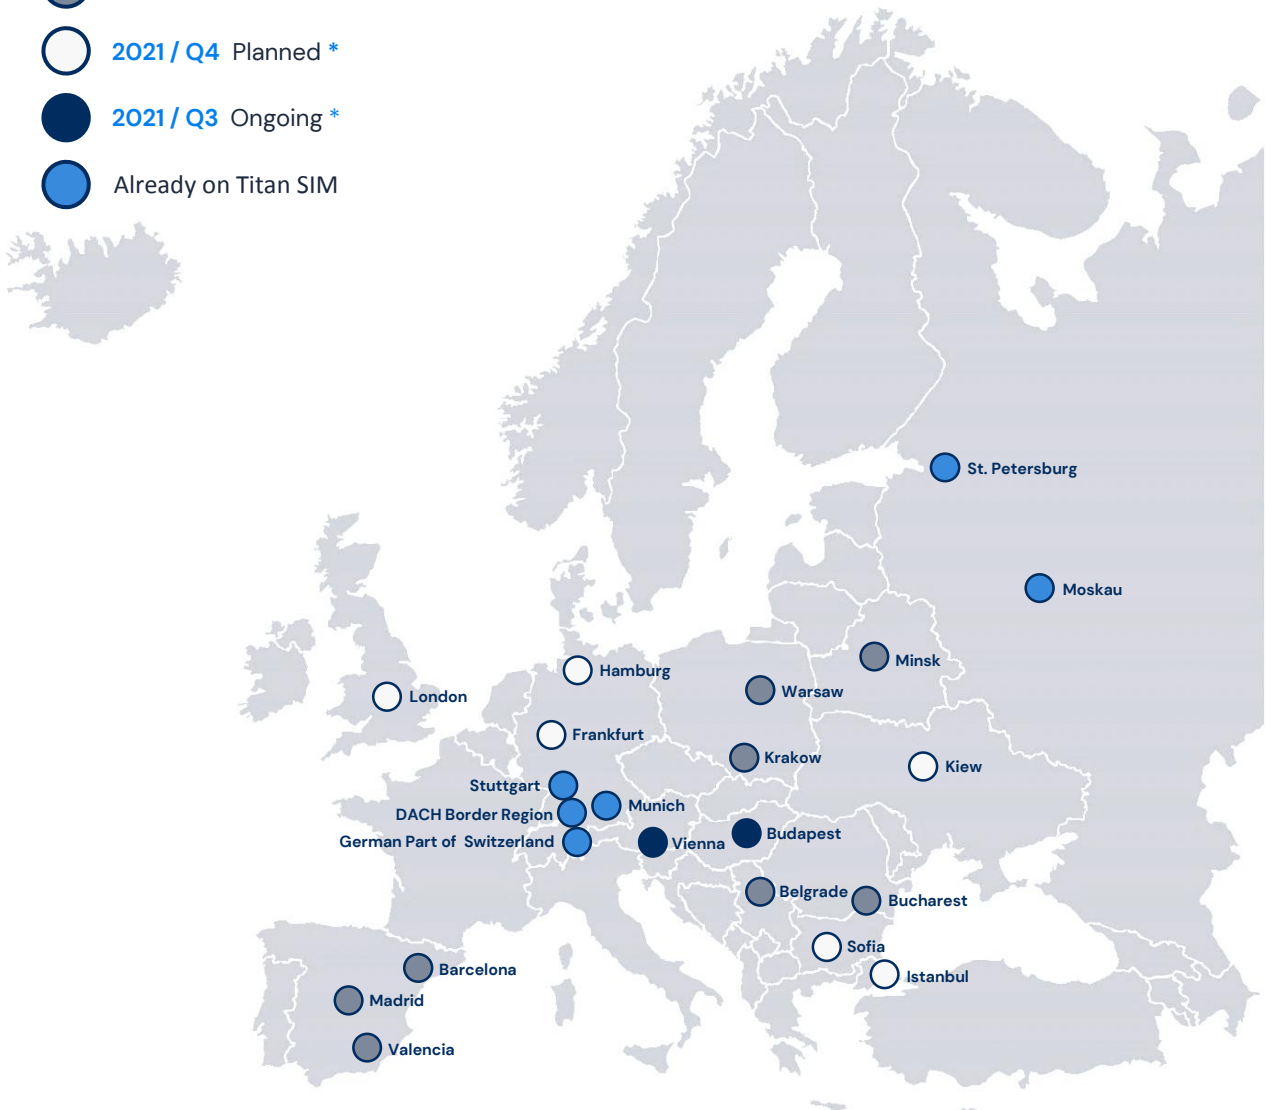 2021 / Q4 Planned *
2021 / Q3 Ongoing *
Already on Titan SIM
St. Petersburg
Moskau
Minsk
Hamburg
Warsaw
London
Frankfurt
Krakow
Kiew
Stuttgart
Munich
DACH Border Region
Budapest
German Part of Switzerland
Vienna
Belgrade
Bucharest
Sofia
Istanbul
Barcelona
Madrid
Valencia